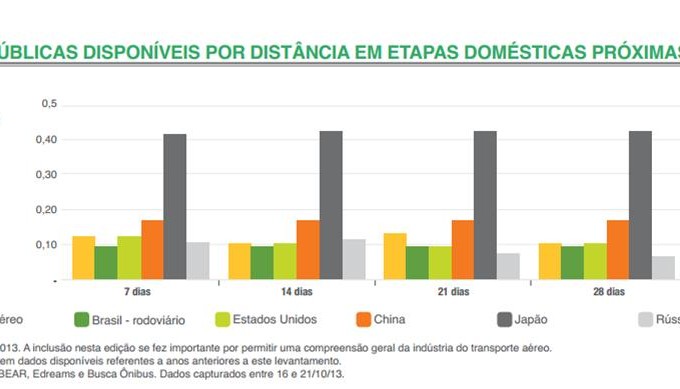 ÚBLICAS DISPONÍVEIS POR DISTÂNCIA EM ETAPAS DOMÉSTICAS PRÓXIMAS
0,5
0,40
0,30
0,20
0,10
-
7 dias 14 dias 21 dias 28 dias
éreo Brasil - rodoviário Estados Unidos China Japão Rúss
013. A inclusão nesta edição se fez importante por permitir uma compreensão geral da indústria do transporte aéreo.
em dados disponíveis referentes a anos anteriores a este levantamento.
BEAR, Edreams e Busca Ônibus. Dados capturados entre 16 e 21/10/13.